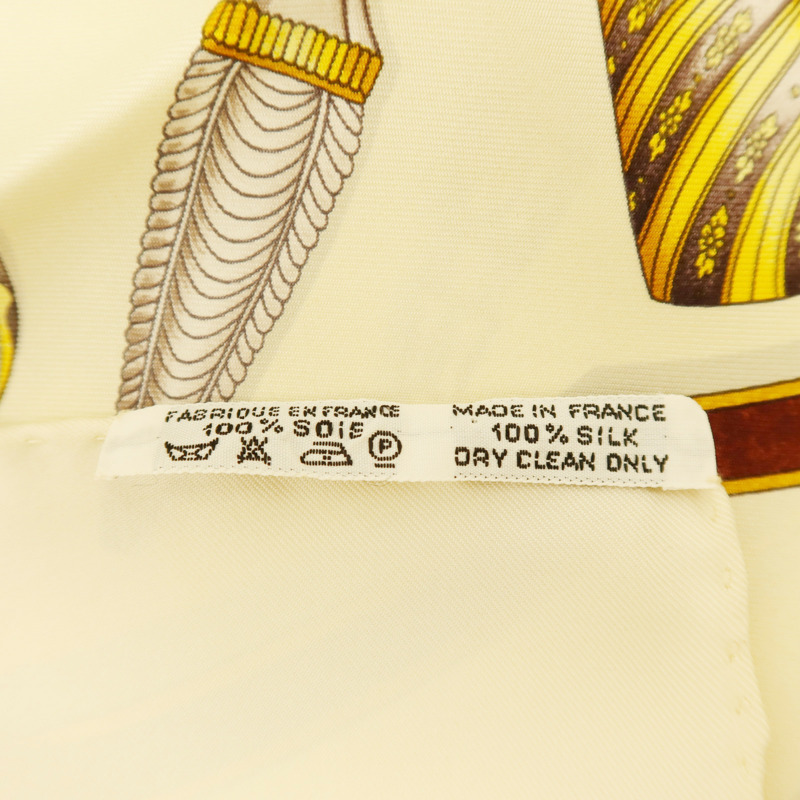 FABRIQUE EN FRANCE
100% SOIE
P
MADE IN FRANCE
100% SILK
DRY CLEAN ONLY